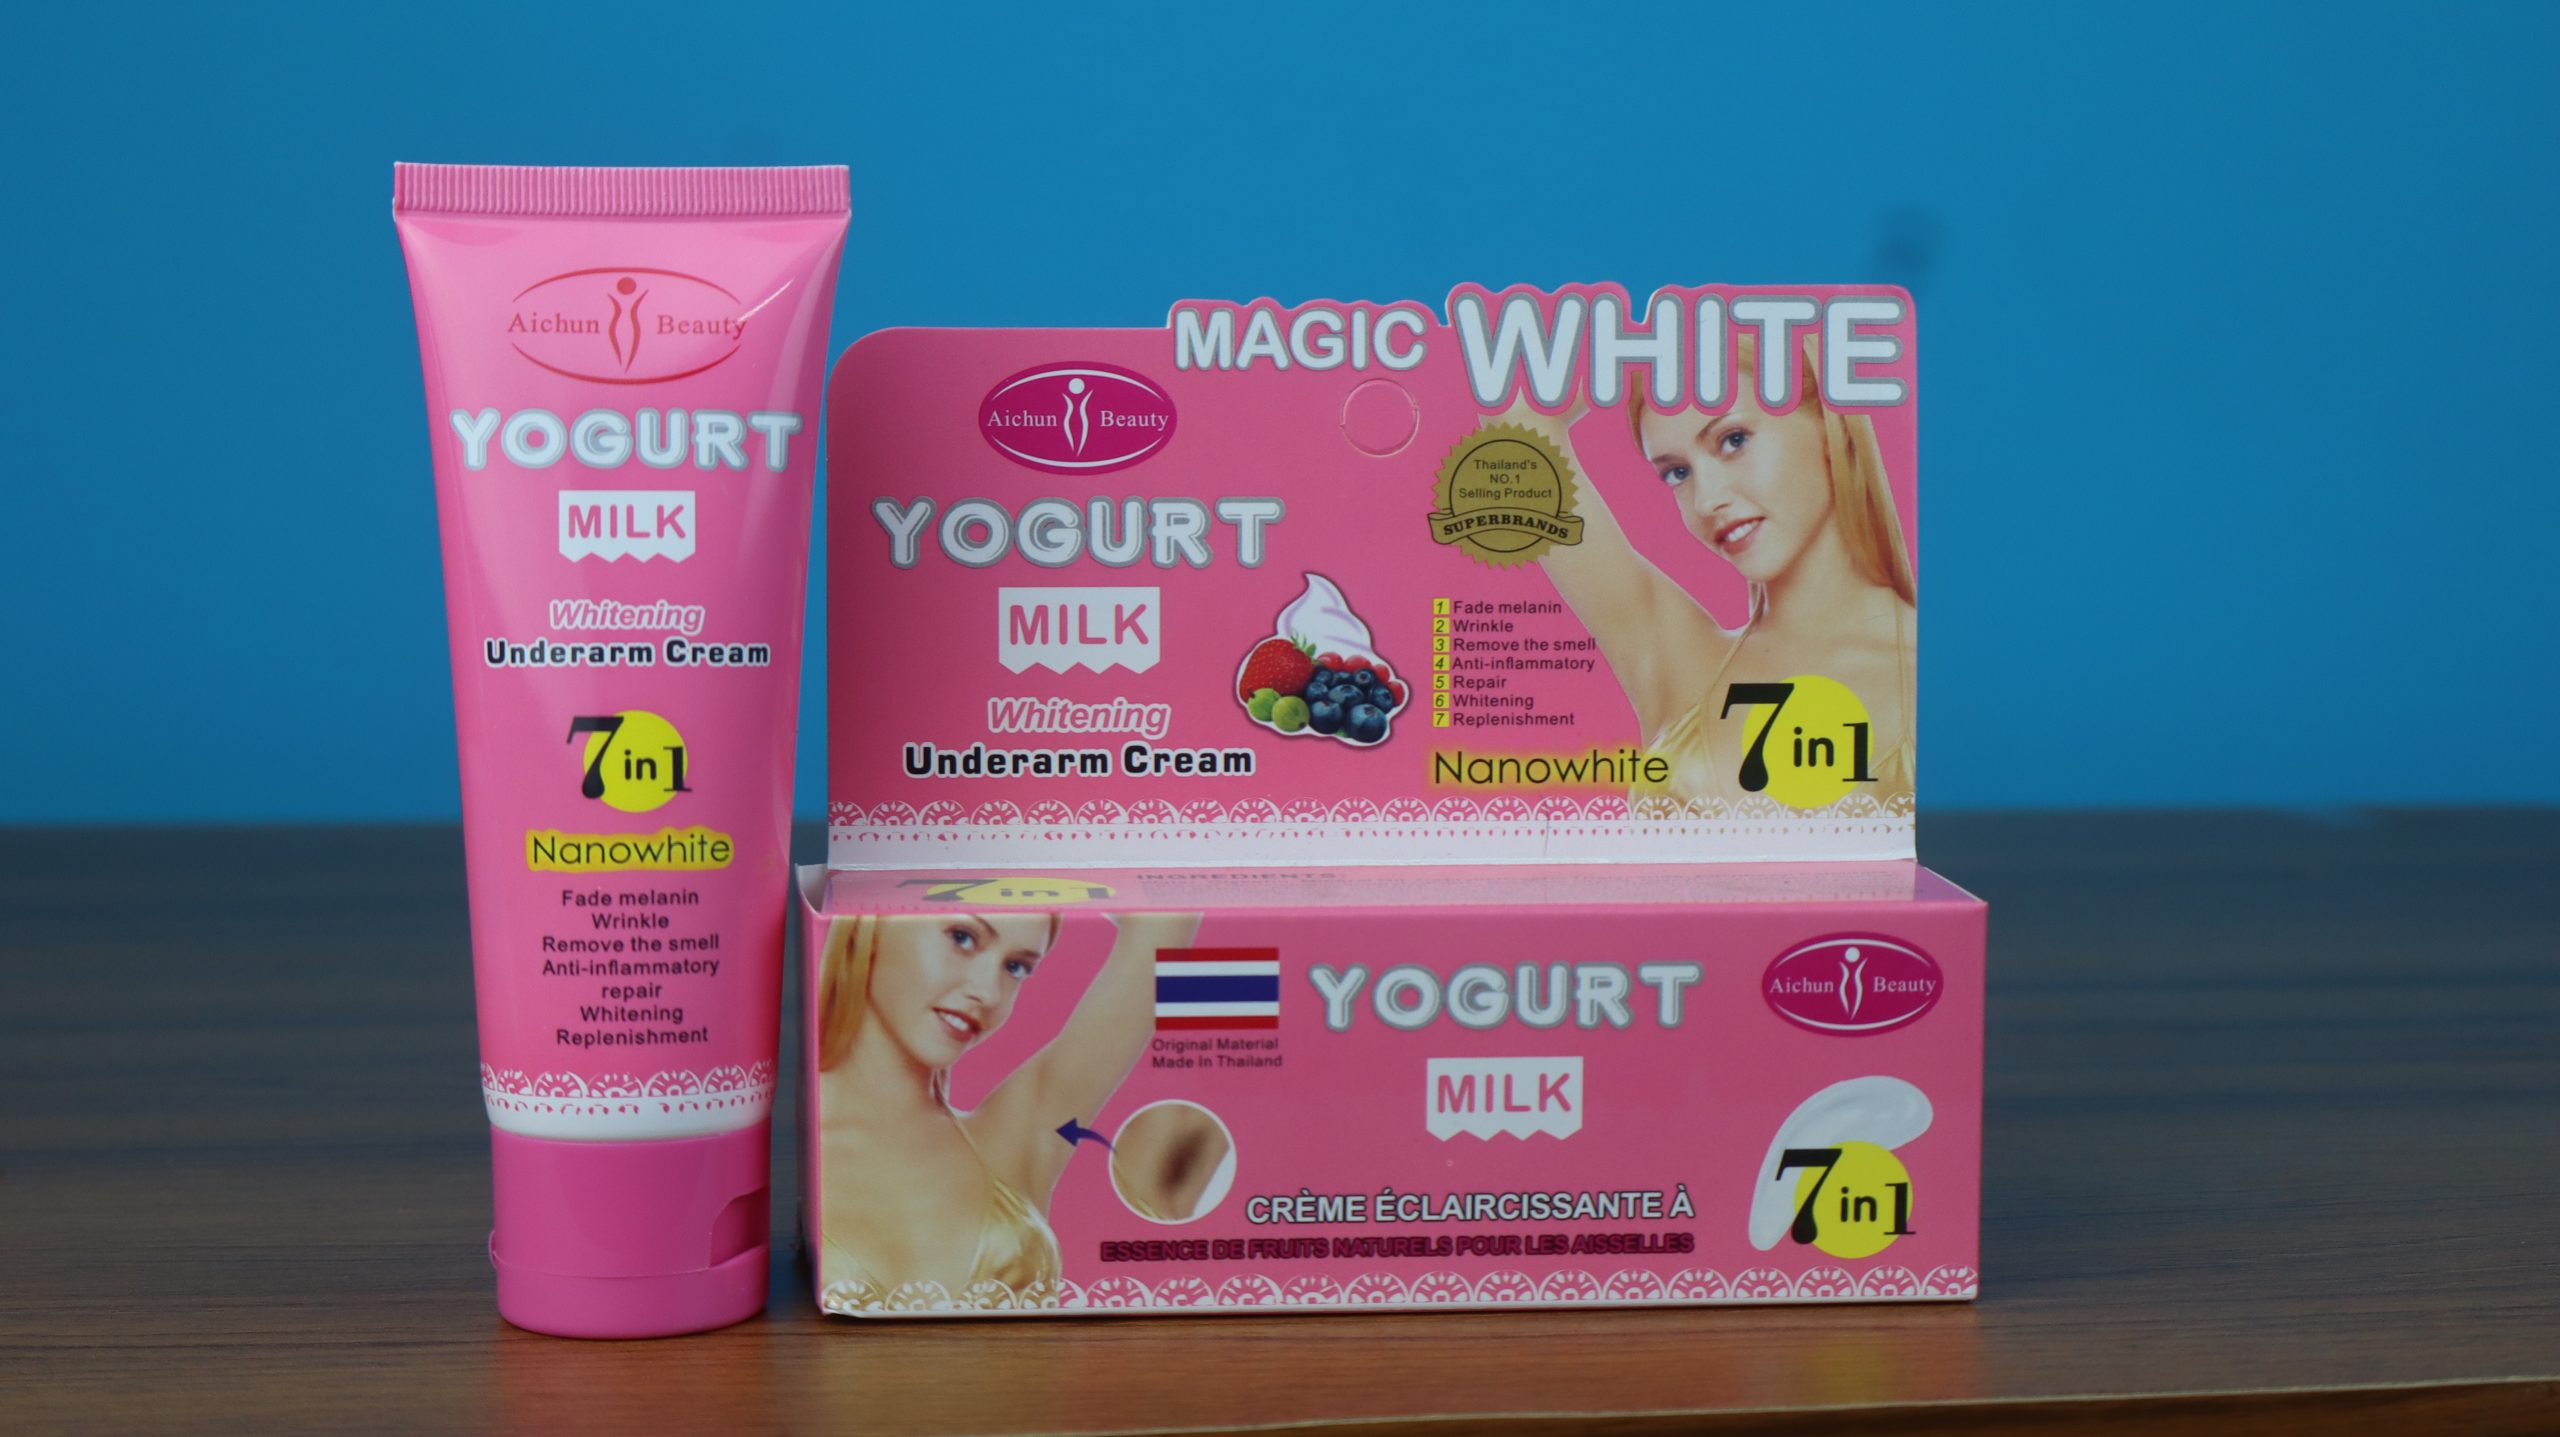 Aichun Beauty
YOGURT
MILK
Whitening
Underarm Cream
7 in 1
Nanowhite
Fade melanin
Wrinkle
Remove the smell
Anti-inflammatory
repair
Whitening
Replenishment
MAGIC WHITE
Aichun Beauty
YOGURT
MILK
Whitening
Underarm Cream
Thailand's
NO.1
Selling Product
SUPERBRANDS
1 Fade melanin
2 Wrinkle
3 Remove the smell
4 Anti-inflammatory
5 Repair
6 Whitening
7 Replenishment
Nanowhite
7 in 1
7 in 1
INGREDIENTS:
Original Material
Made In Thailand
YOGURT
MILK
Aichun Beauty
CRÈME ÉCLAIRCISSANTE À
ESSENCE DE FRUITS NATURELS POUR LES AISSELLES
7 in 1